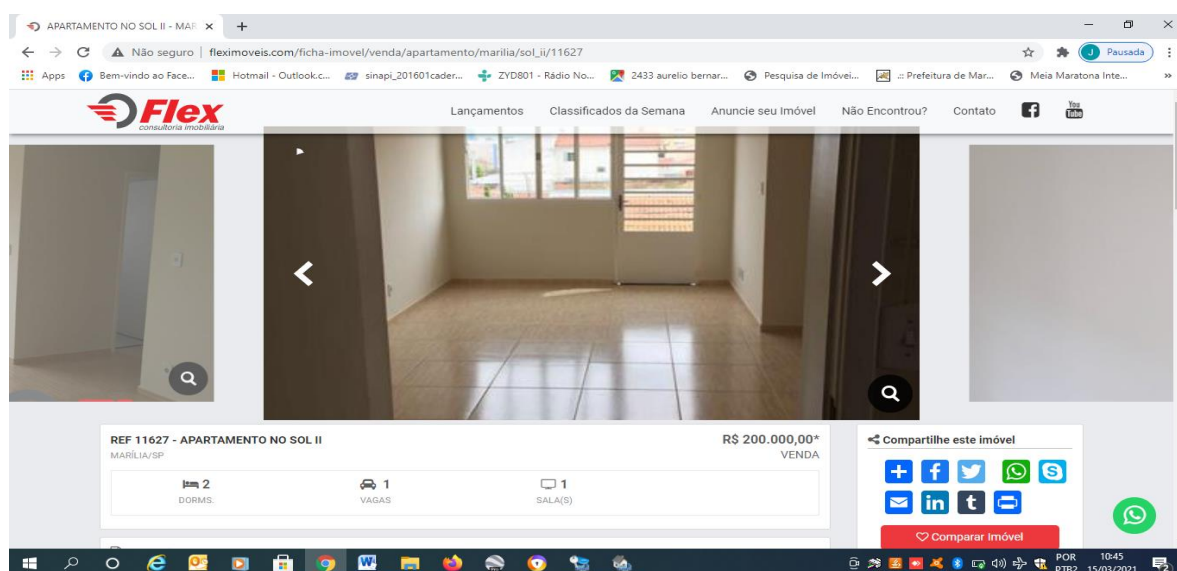 APARTAMENTO NO SOL II - MAR
Não seguro | fleximoveis.com/ficha-imovel/venda/apartamento/marilia/sol_ii/11627
Pausada
Apps Bem-vindo ao Face... Hotmail - Outlook.c... sinapi_201601cader... ZYD801 - Rádio No... 2433 aurelio bernar... Pesquisa de Imóvei... .:: Prefeitura de Mar... Meia Maratona Inte... »
Flex
consultoria imobiliária
Lançamentos Classificados da Semana Anuncie seu Imóvel Não Encontrou? Contato You Tube
REF 11627 - APARTAMENTO NO SOL II R$ 200.000,00*
MARÍLIA/SP VENDA
2 1 1
DORMS. VAGAS SALA(S)
Compartilhe este imóvel
Comparar Imóvel
POR 10:45
PTB2 15/03/2021